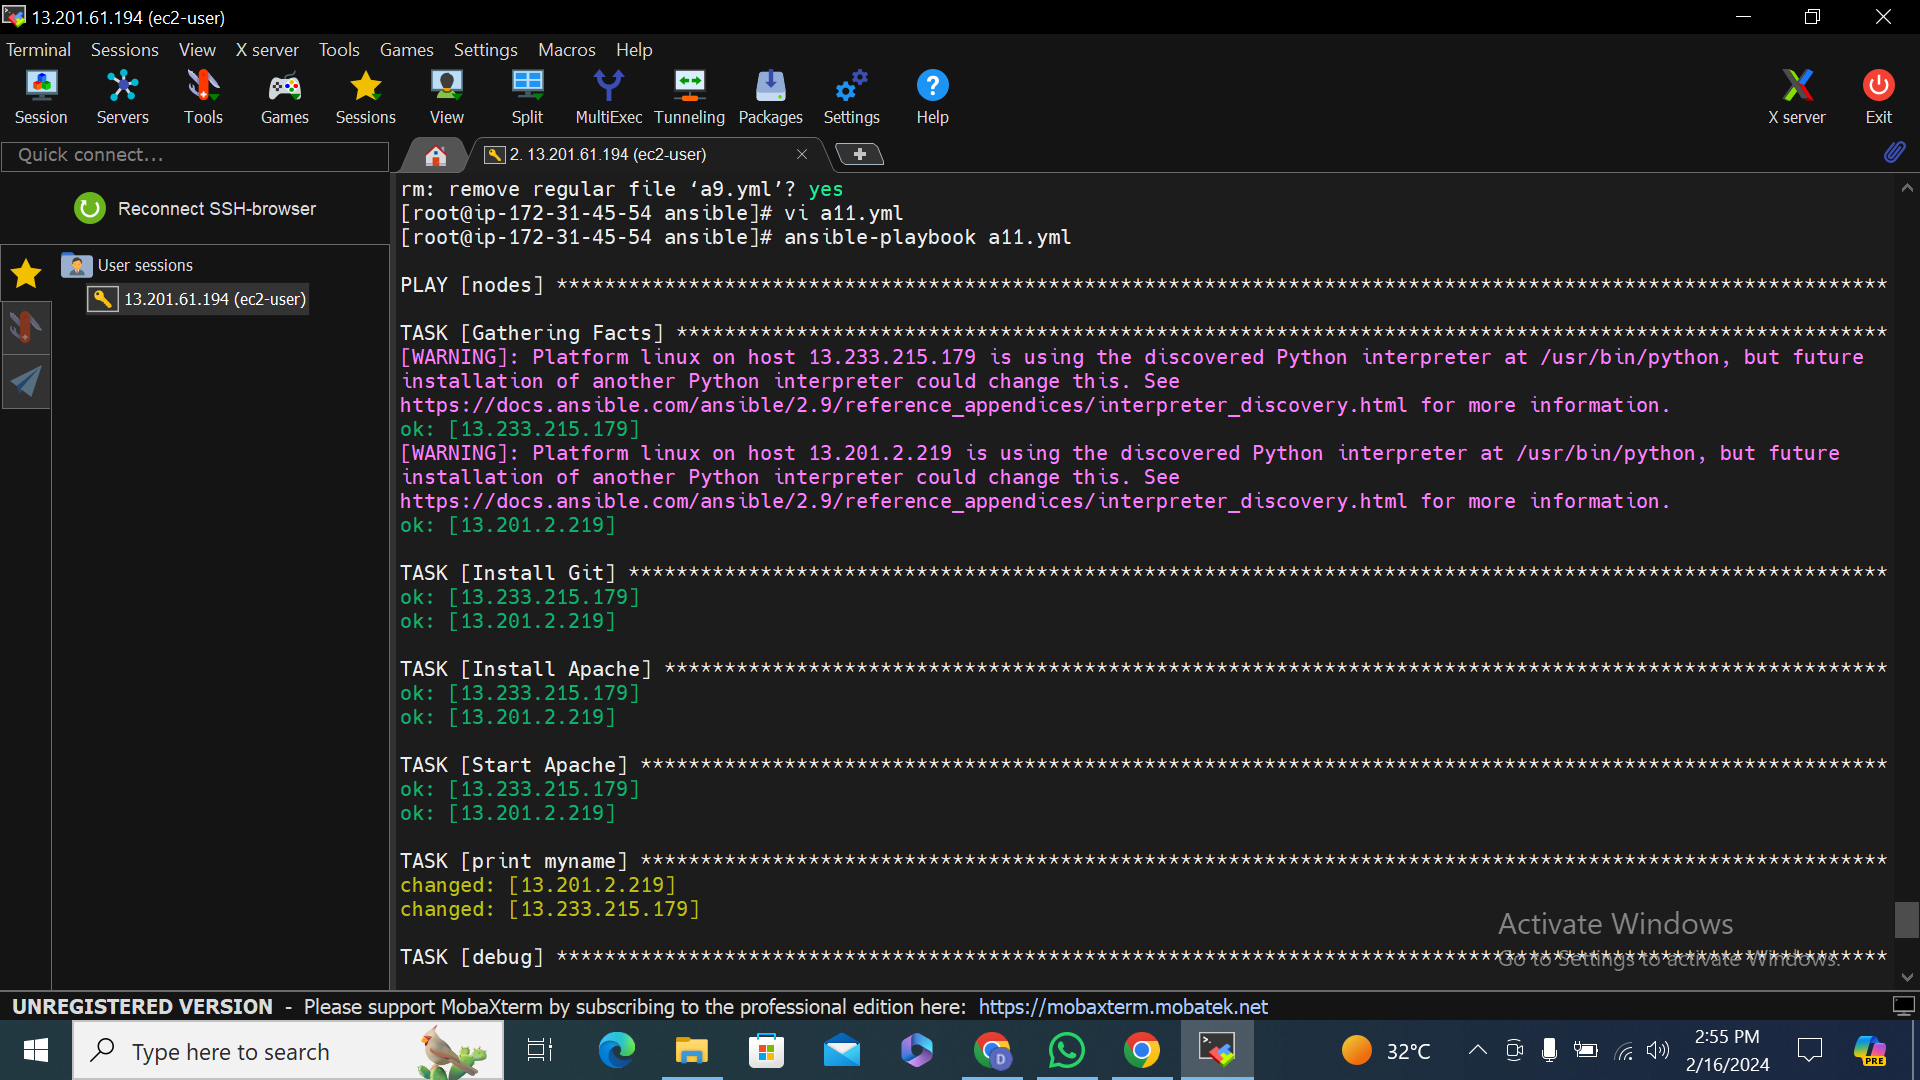 13.201.61.194 (ec2-user)
Terminal Sessions View X server Tools Games Settings Macros Help
Session Servers Tools Games Sessions View Split MultiExec Tunneling Packages Settings Help X server Exit
Quick connect...
2. 13.201.61.194 (ec2-user)
Reconnect SSH-browser
User sessions
13.201.61.194 (ec2-user)
rm: remove regular file ‘a9.yml’? yes
[root@ip-172-31-45-54 ansible]# vi a11.yml
[root@ip-172-31-45-54 ansible]# ansible-playbook a11.yml
PLAY [nodes] ***************************************************************************************************************
TASK [Gathering Facts] *****************************************************************************************************
[WARNING]: Platform linux on host 13.233.215.179 is using the discovered Python interpreter at /usr/bin/python, but future
installation of another Python interpreter could change this. See
https://docs.ansible.com/ansible/2.9/reference_appendices/interpreter_discovery.html for more information.
ok: [13.233.215.179]
[WARNING]: Platform linux on host 13.201.2.219 is using the discovered Python interpreter at /usr/bin/python, but future
installation of another Python interpreter could change this. See
https://docs.ansible.com/ansible/2.9/reference_appendices/interpreter_discovery.html for more information.
ok: [13.201.2.219]
TASK [Install Git] *********************************************************************************************************
ok: [13.233.215.179]
ok: [13.201.2.219]
TASK [Install Apache] ******************************************************************************************************
ok: [13.233.215.179]
ok: [13.201.2.219]
TASK [Start Apache] ********************************************************************************************************
ok: [13.233.215.179]
ok: [13.201.2.219]
TASK [print myname] ********************************************************************************************************
changed: [13.201.2.219]
changed: [13.233.215.179]
TASK [debug] ***************************************************************************************************************
Activate Windows
Go to Settings to activate Windows.
UNREGISTERED VERSION - Please support MobaXterm by subscribing to the professional edition here: https://mobaxterm.mobatek.net
Type here to search
D
32°C
2:55 PM
2/16/2024
PRE